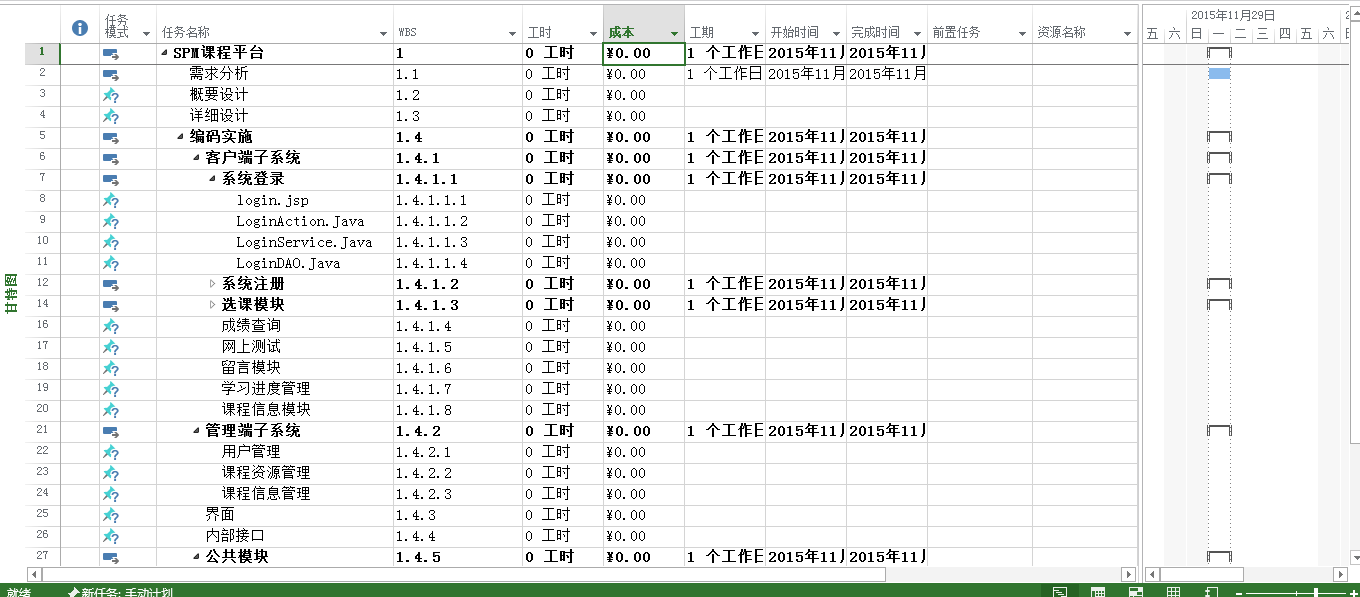 任务模式 任务名称 WBS 工时 成本 工期 开始时间 完成时间 前置任务 资源名称 2015年11月29日
五 六 日 一 二 三 四 五 六
1 SPM课程平台 1 0 工时 ¥0.00 1 个工作日 2015年11月 2015年11月
2 需求分析 1.1 0 工时 ¥0.00 1 个工作日 2015年11月 2015年11月
3 概要设计 1.2 0 工时 ¥0.00
4 详细设计 1.3 0 工时 ¥0.00
5 编码实施 1.4 0 工时 ¥0.00 1 个工作日 2015年11月 2015年11月
6 客户端子系统 1.4.1 0 工时 ¥0.00 1 个工作日 2015年11月 2015年11月
7 系统登录 1.4.1.1 0 工时 ¥0.00 1 个工作日 2015年11月 2015年11月
8 login.jsp 1.4.1.1.1 0 工时 ¥0.00
9 LoginAction.Java 1.4.1.1.2 0 工时 ¥0.00
10 LoginService.Java 1.4.1.1.3 0 工时 ¥0.00
11 LoginDAO.Java 1.4.1.1.4 0 工时 ¥0.00
12 系统注册 1.4.1.2 0 工时 ¥0.00 1 个工作日 2015年11月 2015年11月
14 选课模块 1.4.1.3 0 工时 ¥0.00 1 个工作日 2015年11月 2015年11月
16 成绩查询 1.4.1.4 0 工时 ¥0.00
17 网上测试 1.4.1.5 0 工时 ¥0.00
18 留言模块 1.4.1.6 0 工时 ¥0.00
19 学习进度管理 1.4.1.7 0 工时 ¥0.00
20 课程信息模块 1.4.1.8 0 工时 ¥0.00
21 管理端子系统 1.4.2 0 工时 ¥0.00 1 个工作日 2015年11月 2015年11月
22 用户管理 1.4.2.1 0 工时 ¥0.00
23 课程资源管理 1.4.2.2 0 工时 ¥0.00
24 课程信息管理 1.4.2.3 0 工时 ¥0.00
25 界面 1.4.3 0 工时 ¥0.00
26 内部接口 1.4.4 0 工时 ¥0.00
27 公共模块 1.4.5 0 工时 ¥0.00 1 个工作日 2015年11月 2015年11月
甘特图
就绪 新任务: 手动计划